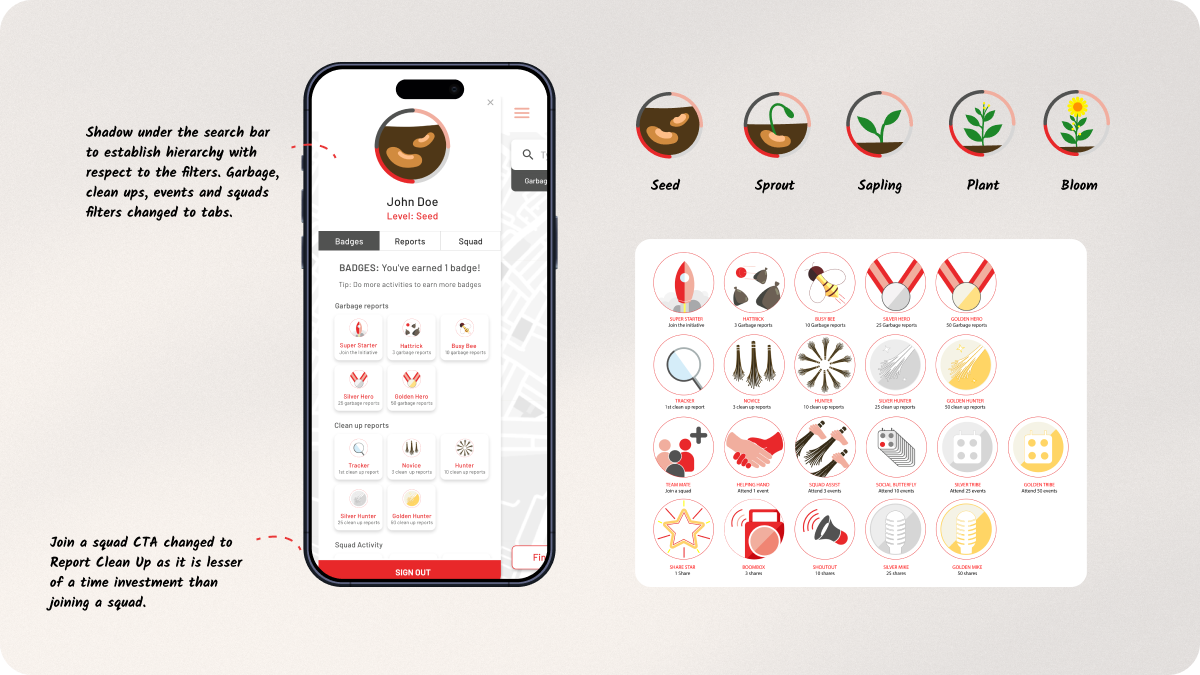 Shadow under the search bar
to establish hierarchy with
respect to the filters. Garbage,
clean ups, events and squads
filters changed to tabs.
Join a squad CTA changed to
Report Clean Up as it is lesser
of a time investment than
joining a squad.
John Doe
Level: Seed
Badges Reports Squad
BADGES: You've earned 1 badge!
Tip: Do more activities to earn more badges
Garbage reports
Super Starter Hattrick Busy Bee
Join the Initiative 3 garbage reports 10 garbage reports
Silver Hero Golden Hero
25 garbage reports 50 garbage reports
Clean up reports
Tracker Novice Hunter
1st clean up report 3 clean up reports 10 clean up reports
Silver Hunter Golden Hunter
25 clean up reports 50 clean up reports
Squad Activity
SIGN OUT
Garbag
Fin
Seed Sprout Sapling Plant Bloom
SUPER STARTER HATTRICK BUSY BEE SILVER HERO GOLDEN HERO
Join the Initiative 3 Garbage reports 10 Garbage reports 25 Garbage reports 50 Garbage reports
TRACKER NOVICE HUNTER SILVER HUNTER GOLDEN HUNTER
1st clean up report 3 clean up reports 10 clean up reports 25 clean up reports 50 clean up reports
TEAM MATE HELPING HAND SQUAD ASSIST SOCIAL BUTTERFLY SILVER TRIBE GOLDEN TRIBE
Join a squad Attend 1 event Attend 3 events Attend 10 events Attend 25 events Attend 50 events
SHARE STAR BOOMBOX SHOUTOUT SILVER MIKE GOLDEN MIKE
1 Share 3 shares 10 shares 25 shares 50 shares